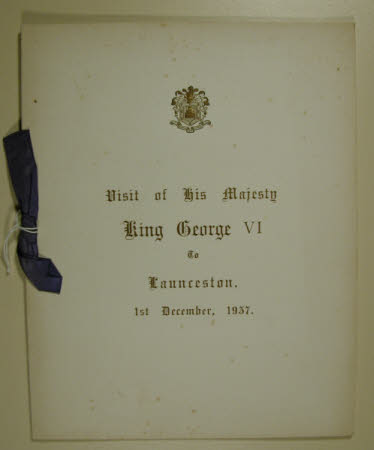 Visit of His Majesty
King George VI
To
Launceston.
1st December, 1937.